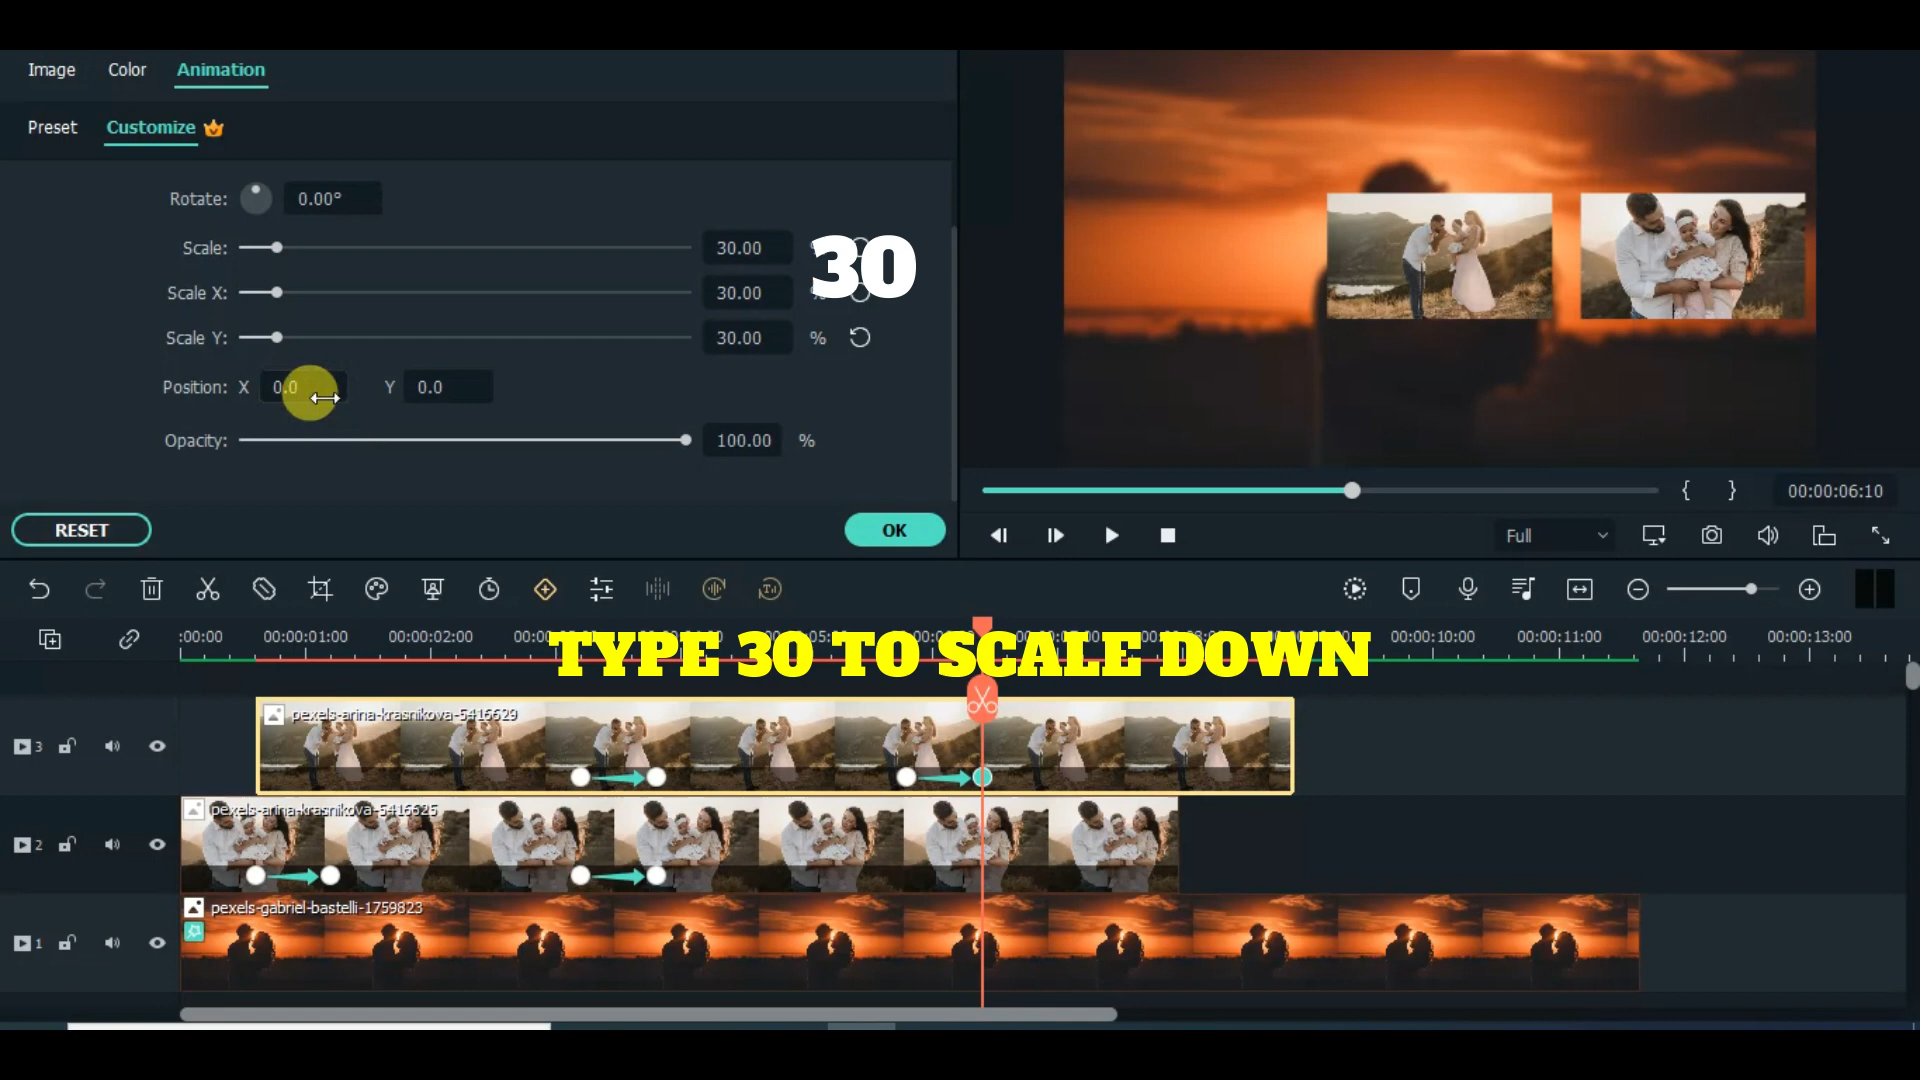 Image Color Animation
Preset Customize
Rotate: 0.00°
Scale: 30.00
30
Scale X: 30.00
Scale Y: 30.00 %
Position: X 0.0 Y 0.0
Opacity: 100.00 %
RESET OK
{ } 00:00:06:10
Full
:00:00 00:00:01:00 00:00:02:00 00:00:10:00 00:00:11:00 00:00:12:00 00:00:13:00
TYPE 30 TO SCALE DOWN
3 pexels-arina-krasnikova-5416629
2 pexels-arina-krasnikova-5416625
1 pexels-gabriel-bastelli-1759823